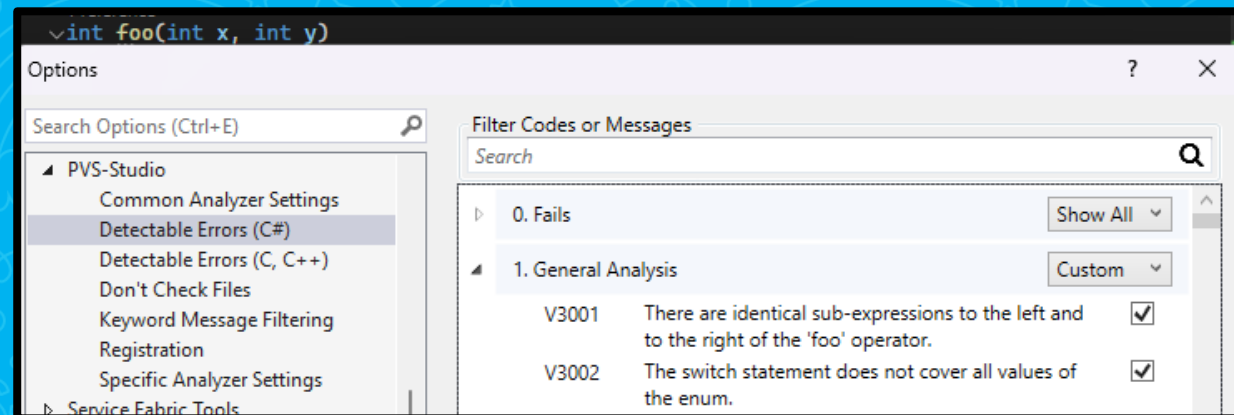 int foo(int x, int y)
Options
? ×
Search Options (Ctrl+E)
PVS-Studio
Common Analyzer Settings
Detectable Errors (C#)
Detectable Errors (C, C++)
Don't Check Files
Keyword Message Filtering
Registration
Specific Analyzer Settings
Service Fabric Tools
Filter Codes or Messages
Search
0. Fails Show All
1. General Analysis Custom
V3001 There are identical sub-expressions to the left and
to the right of the 'foo' operator.
V3002 The switch statement does not cover all values of
the enum.